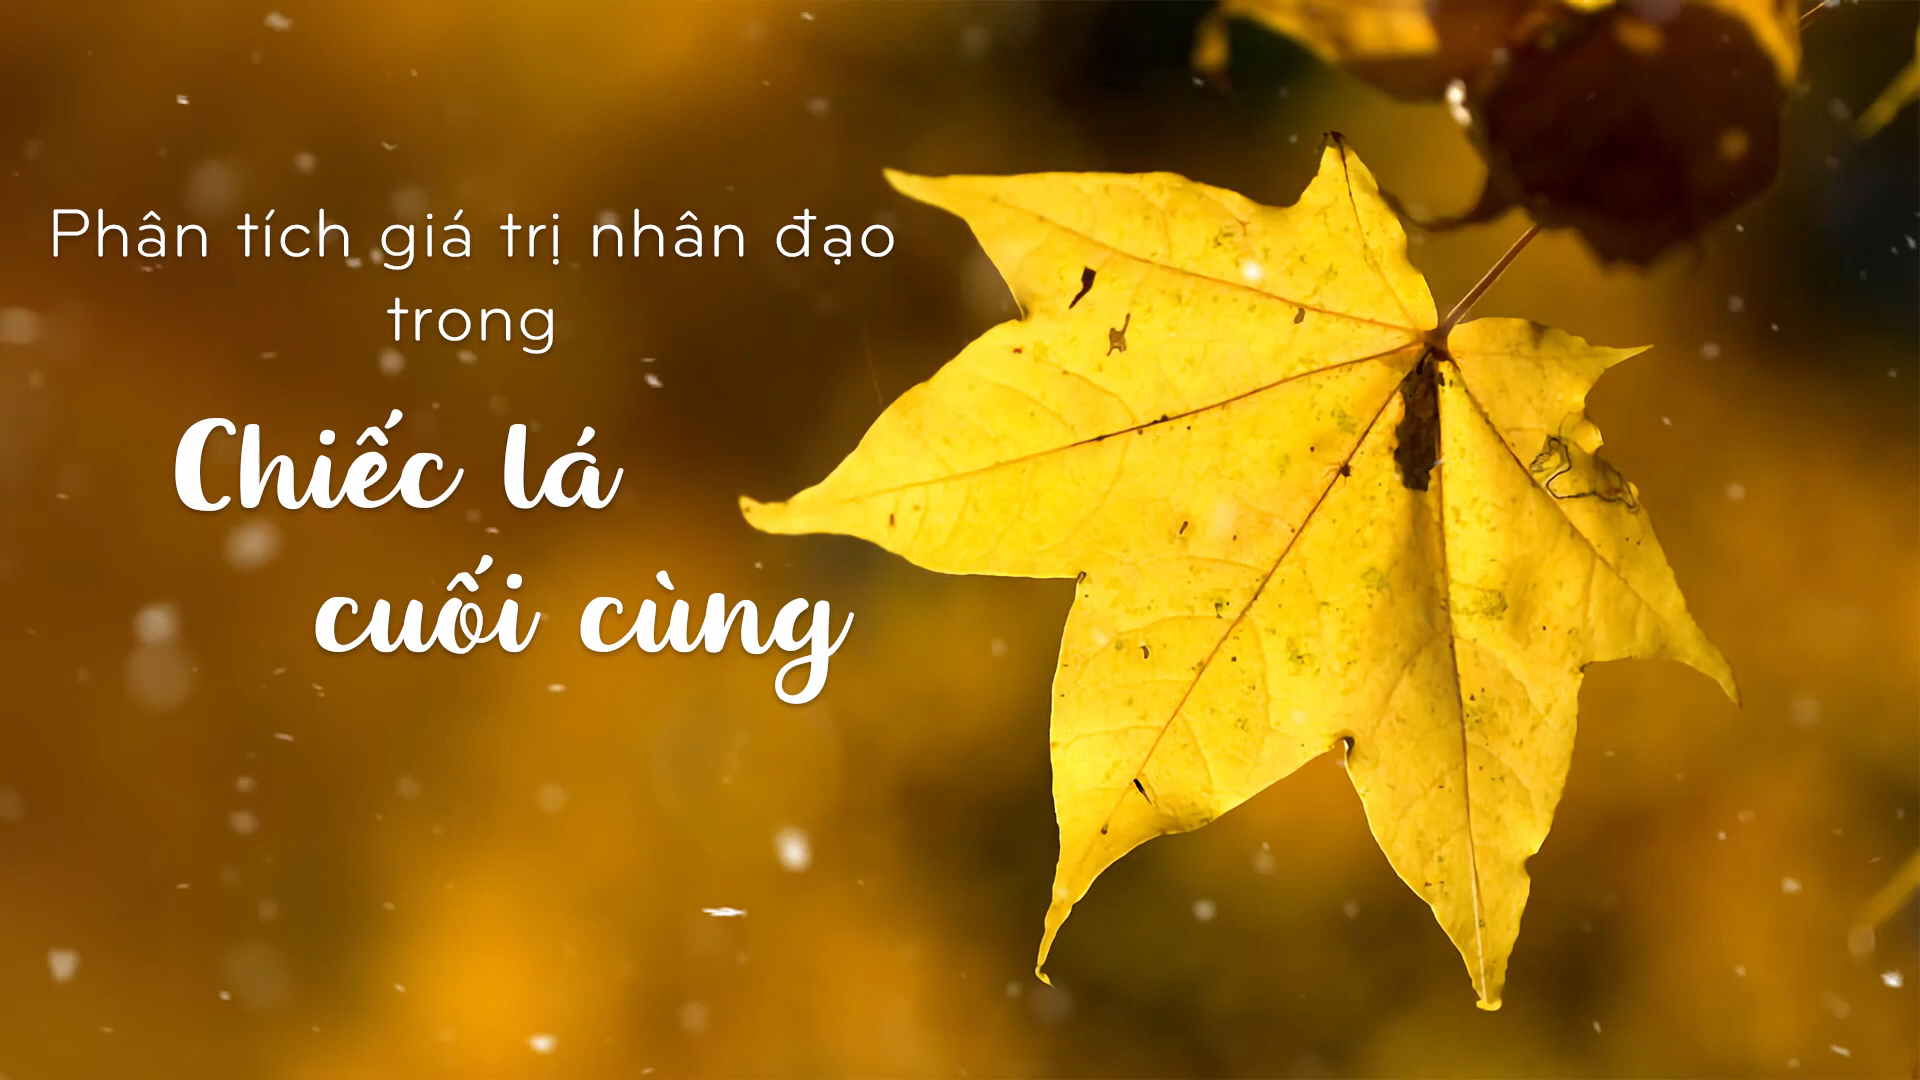 Phân tích giá trị nhân đạo
trong
Chiếc lá
cuối cùng